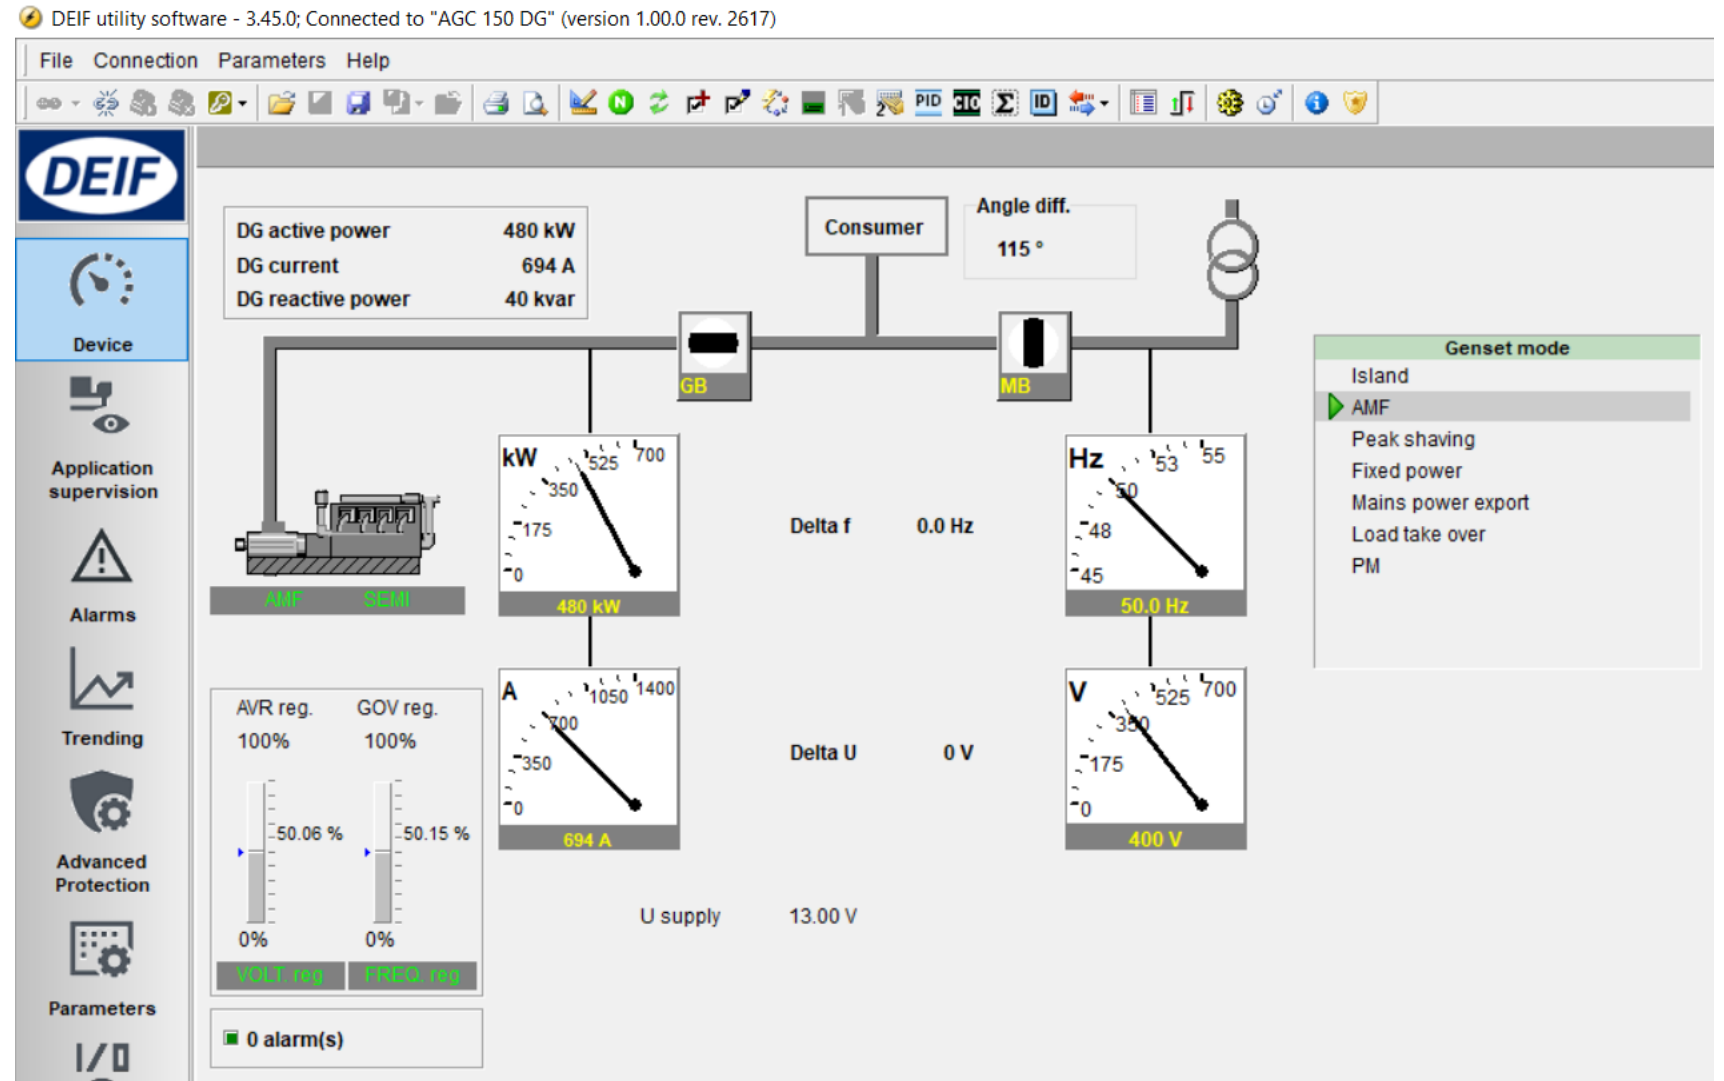 DEIF utility software - 3.45.0; Connected to "AGC 150 DG" (version 1.00.0 rev. 2617)
File Connection Parameters Help
N PID CIO Σ ID
DEIF
Device
Application
supervision
Alarms
Trending
Advanced
Protection
Parameters
I/0
DG active power 480 kW
DG current 694 A
DG reactive power 40 kvar
Consumer
Angle diff.
115 °
GB
MB
AMF SEMI
kW
0
175
350
525
700
480 kW
Delta f 0.0 Hz
Hz
45
48
50
53
55
50.0 Hz
A
0
350
700
1050
1400
694 A
Delta U 0 V
V
0
175
350
525
700
400 V
U supply 13.00 V
AVR reg. GOV reg.
100% 100%
50.06 % 50.15 %
0% 0%
VOLT. reg FREQ. reg
0 alarm(s)
Genset mode
Island
AMF
Peak shaving
Fixed power
Mains power export
Load take over
PM